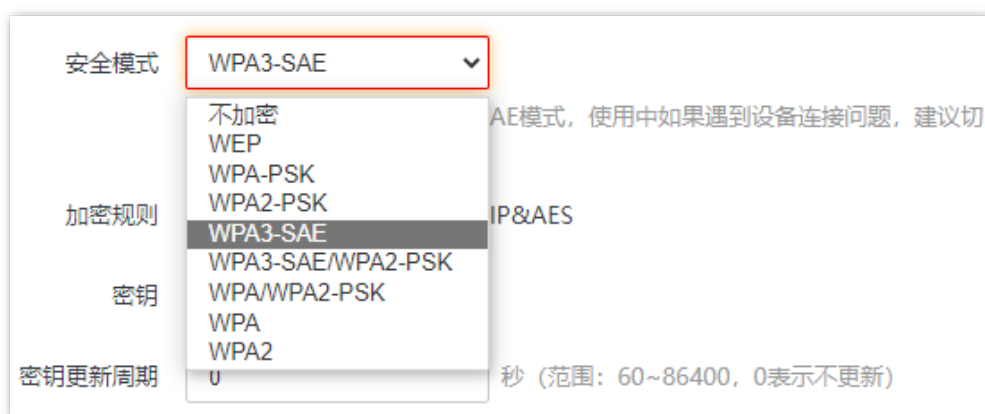 安全模式 WPA3-SAE
不加密
AE模式，使用中如果遇到设备连接问题，建议切
WEP
WPA-PSK
WPA2-PSK
加密规则 IP&AES
WPA3-SAE
WPA3-SAE/WPA2-PSK
密钥
WPA/WPA2-PSK
WPA
WPA2
密钥更新周期 0 秒（范围：60~86400，0表示不更新）